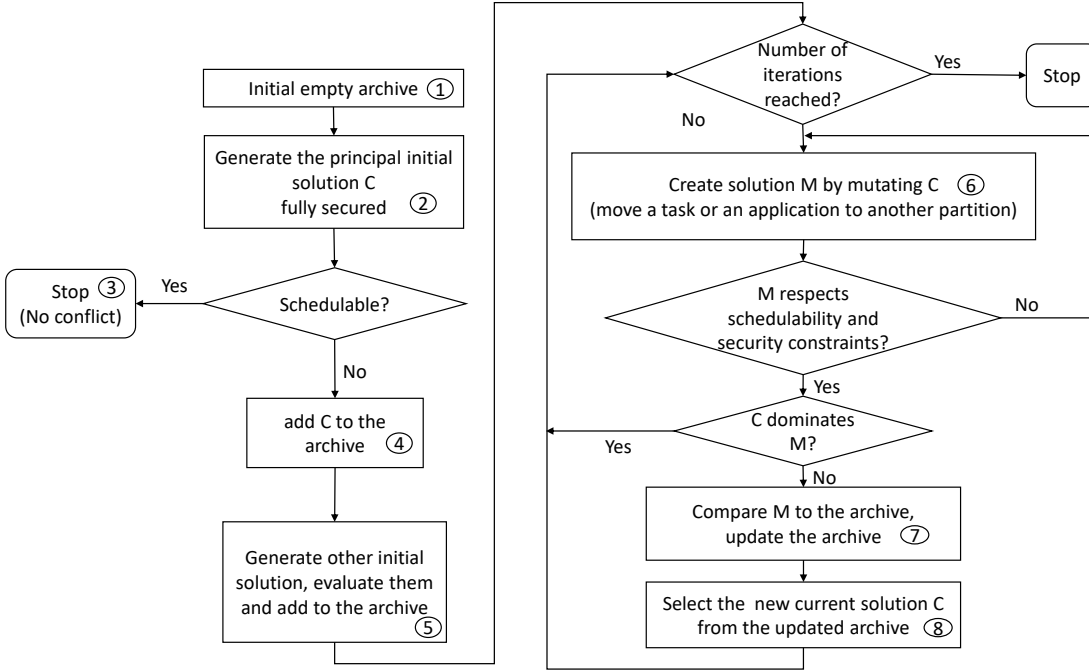 Initial empty archive 1
Generate the principal initial
solution C
fully secured 2
Schedulable?
Yes
Stop 3
(No conflict)
No
add C to the
archive 4
Generate other initial
solution, evaluate them
and add to the archive
5
Number of
iterations
reached?
Yes
Stop
No
Create solution M by mutating C 6
(move a task or an application to another partition)
M respects
schedulability and
security constraints?
No
Yes
C dominates
M?
Yes
No
Compare M to the archive,
update the archive 7
Select the new current solution C
from the updated archive 8